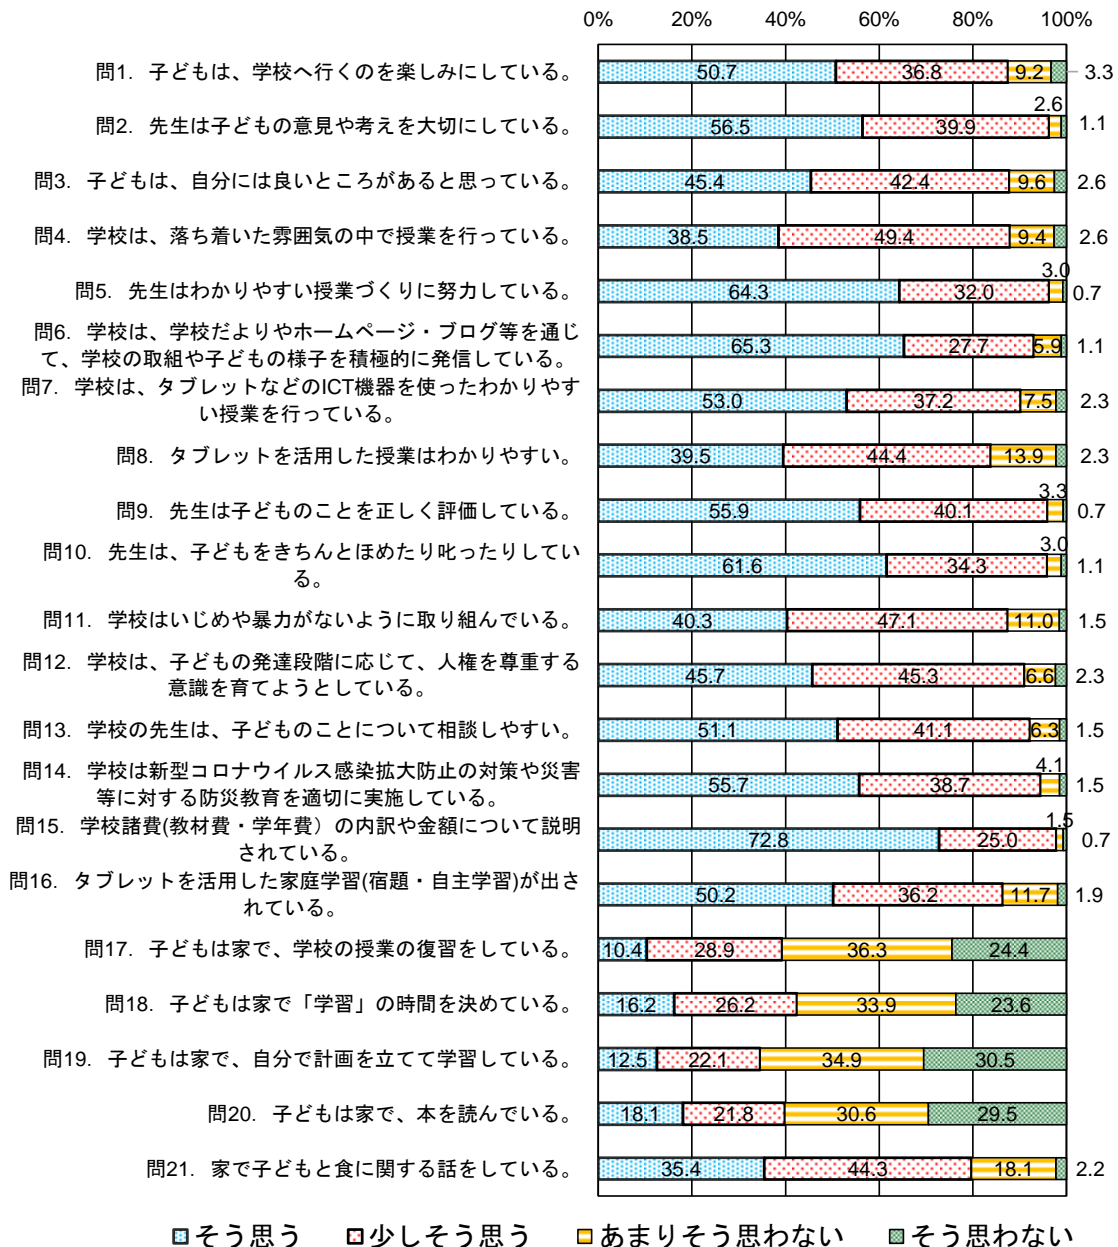 0% 20% 40% 60% 80% 100%
問1. 子どもは、学校へ行くのを楽しみにしている。 50.7 36.8 9.2 3.3
問2. 先生は子どもの意見や考えを大切にしている。 56.5 39.9 2.6 1.1
問3. 子どもは、自分には良いところがあると思っている。 45.4 42.4 9.6 2.6
問4. 学校は、落ち着いた雰囲気の中で授業を行っている。 38.5 49.4 9.4 2.6
問5. 先生はわかりやすい授業づくりに努力している。 64.3 32.0 3.0 0.7
問6. 学校は、学校だよりやホームページ・ブログ等を通じ
て、学校の取組や子どもの様子を積極的に発信している。 65.3 27.7 5.9 1.1
問7. 学校は、タブレットなどのICT機器を使ったわかりやす
い授業を行っている。 53.0 37.2 7.5 2.3
問8. タブレットを活用した授業はわかりやすい。 39.5 44.4 13.9 2.3
問9. 先生は子どものことを正しく評価している。 55.9 40.1 3.3 0.7
問10. 先生は、子どもをきちんとほめたり叱ったりしてい
る。 61.6 34.3 3.0 1.1
問11. 学校はいじめや暴力がないように取り組んでいる。 40.3 47.1 11.0 1.5
問12. 学校は、子どもの発達段階に応じて、人権を尊重する
意識を育てようとしている。 45.7 45.3 6.6 2.3
問13. 学校の先生は、子どものことについて相談しやすい。 51.1 41.1 6.3 1.5
問14. 学校は新型コロナウイルス感染拡大防止の対策や災害
等に対する防災教育を適切に実施している。 55.7 38.7 4.1 1.5
問15. 学校諸費(教材費・学年費）の内訳や金額について説明
されている。 72.8 25.0 1.5 0.7
問16. タブレットを活用した家庭学習(宿題・自主学習)が出さ
れている。 50.2 36.2 11.7 1.9
問17. 子どもは家で、学校の授業の復習をしている。 10.4 28.9 36.3 24.4
問18. 子どもは家で「学習」の時間を決めている。 16.2 26.2 33.9 23.6
問19. 子どもは家で、自分で計画を立てて学習している。 12.5 22.1 34.9 30.5
問20. 子どもは家で、本を読んでいる。 18.1 21.8 30.6 29.5
問21. 家で子どもと食に関する話をしている。 35.4 44.3 18.1 2.2
そう思う 少しそう思う あまりそう思わない そう思わない